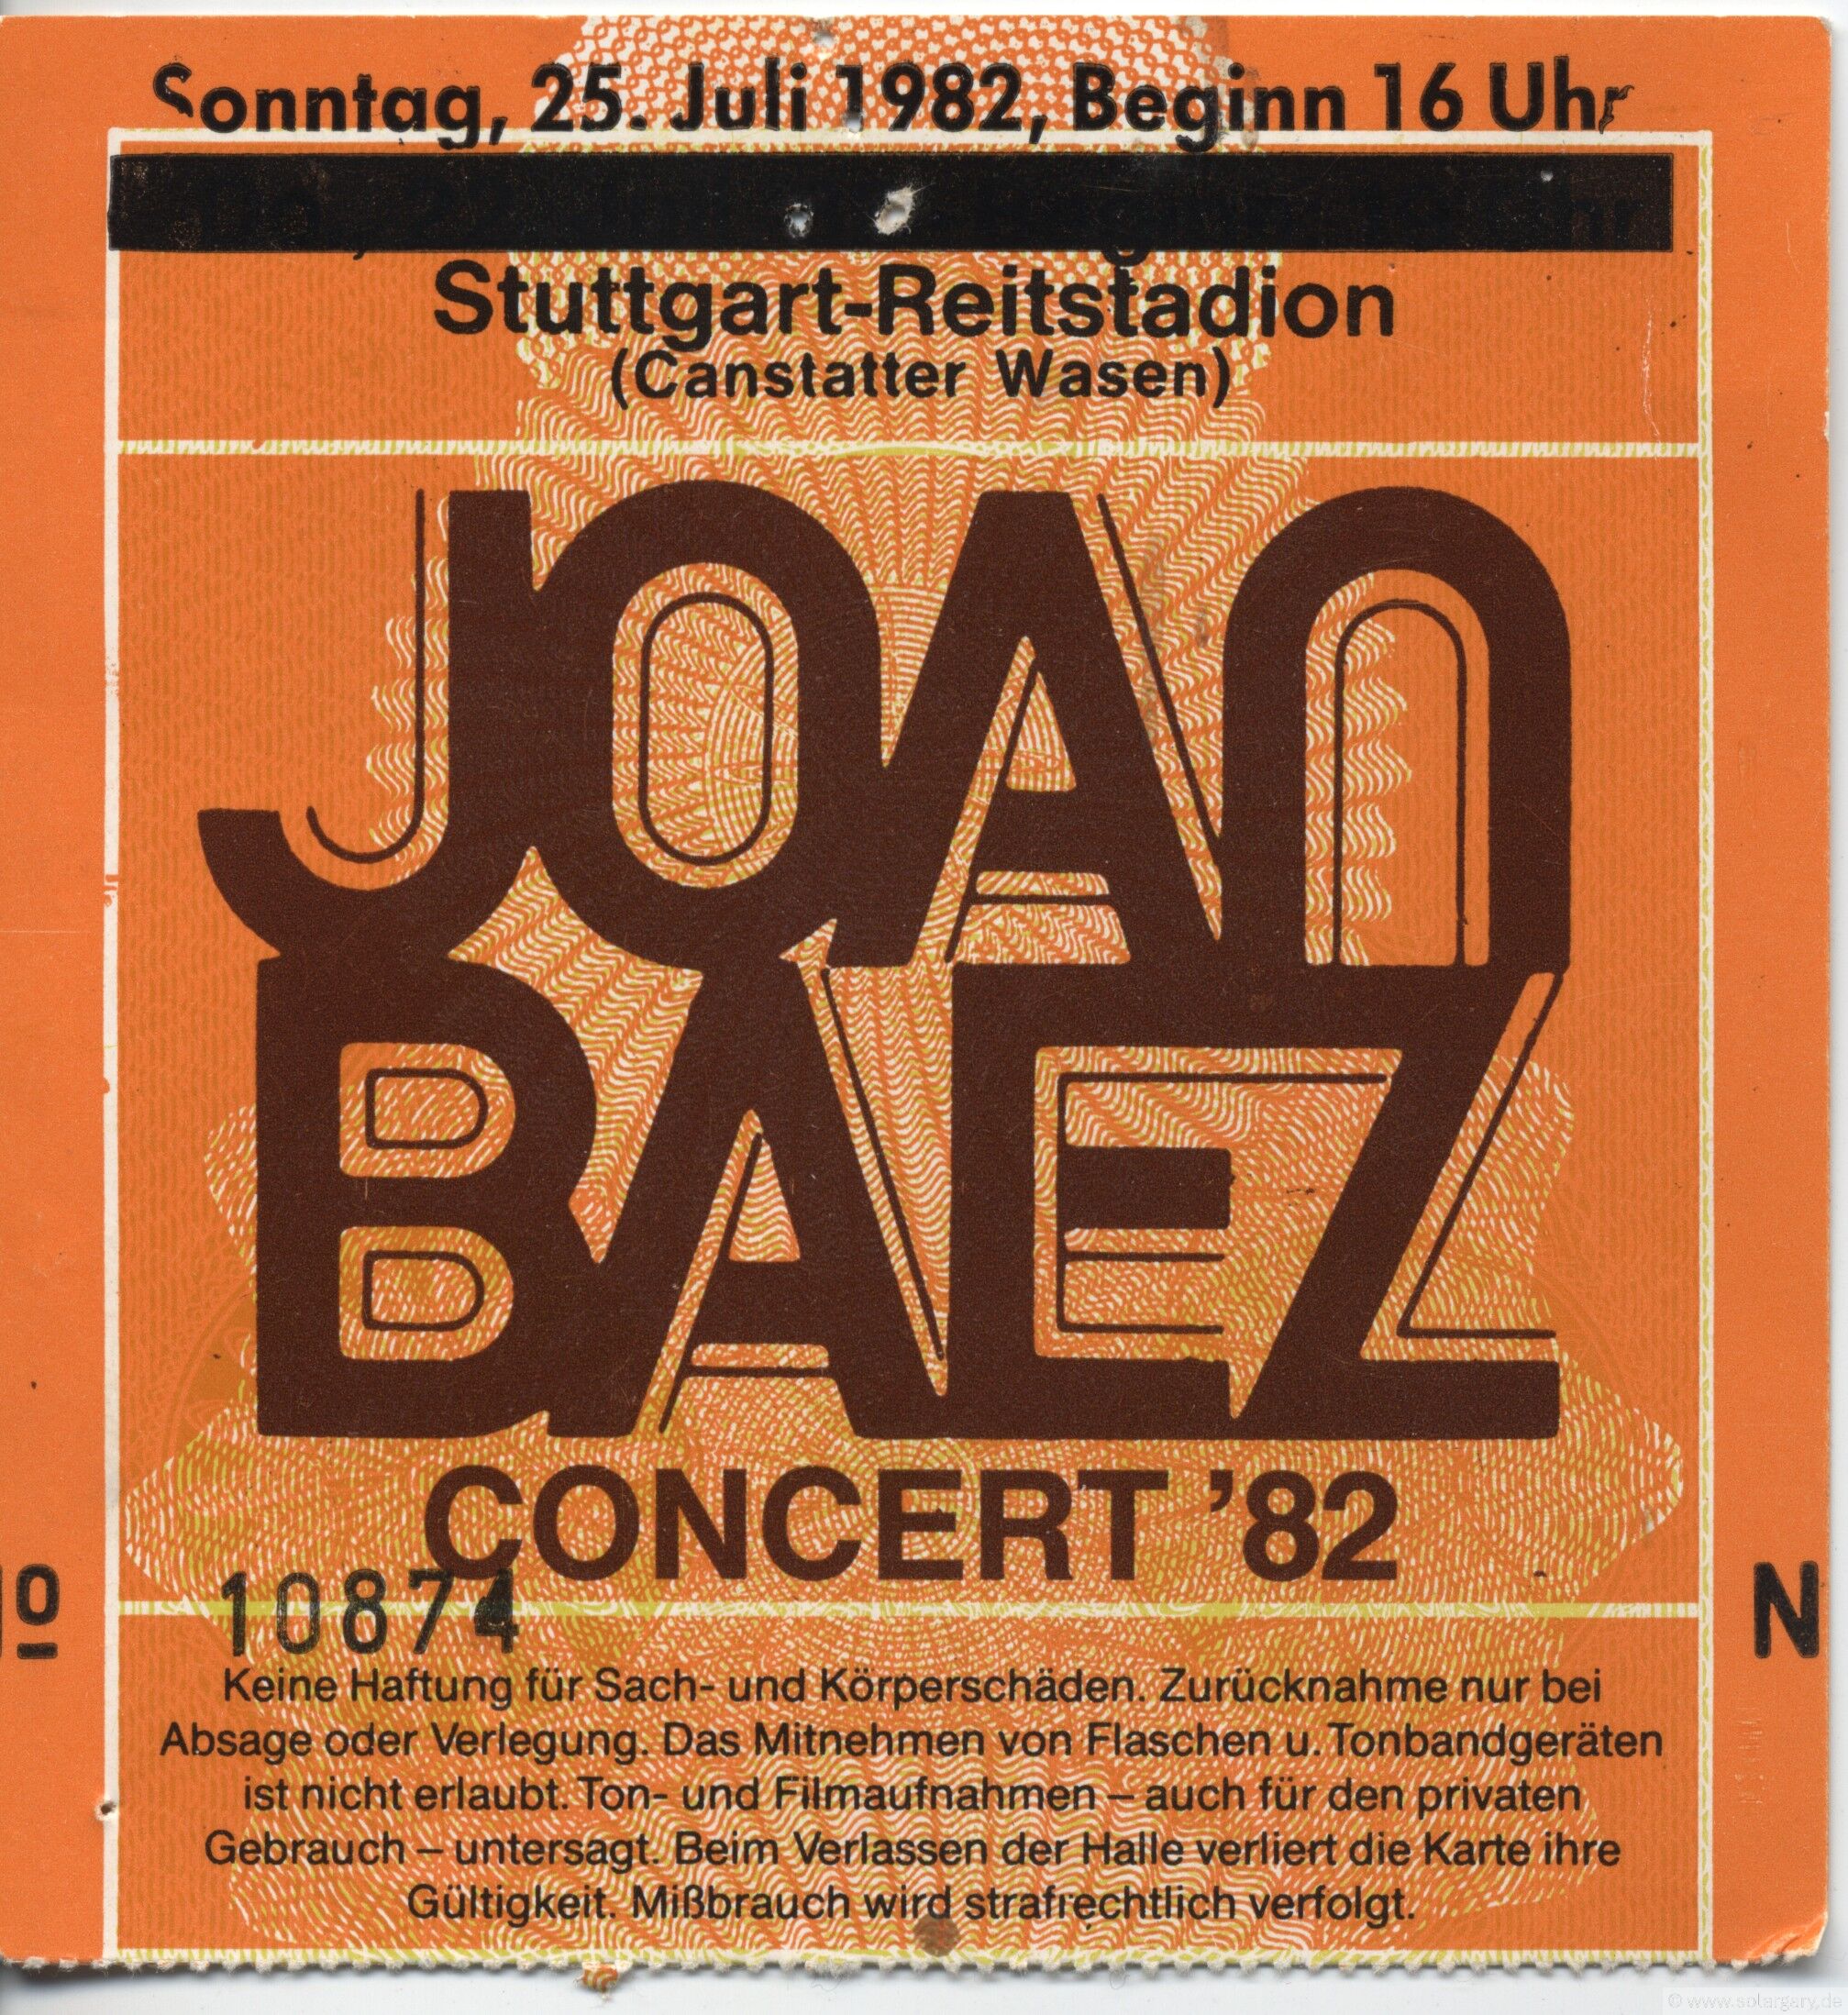 Sonntag, 25. Juli 1982, Beginn 16 Uhr
Stuttgart-Reitstadion
(Canstatter Wasen)
JOAN
BAEZ
CONCERT '82
10874
Keine Haftung für Sach- und Körperschäden. Zurücknahme nur bei
Absage oder Verlegung. Das Mitnehmen von Flaschen u. Tonbandgeräten
ist nicht erlaubt. Ton- und Filmaufnahmen – auch für den privaten
Gebrauch – untersagt. Beim Verlassen der Halle verliert die Karte ihre
Gültigkeit. Mißbrauch wird strafrechtlich verfolgt.
© www.solargary.de